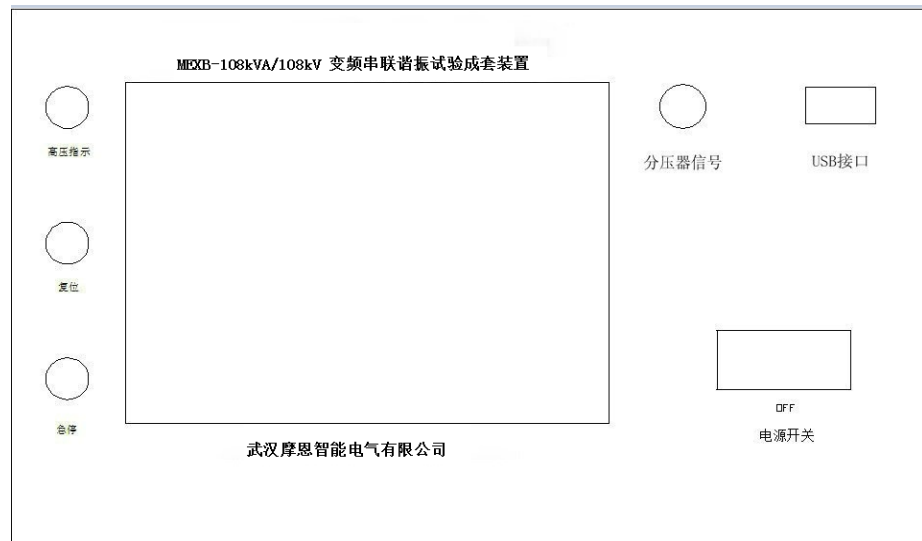 MEXB-108kVA/108kV 变频串联谐振试验成套装置
高压指示
分压器信号
USB接口
复位
急停
OFF
电源开关
武汉摩恩智能电气有限公司